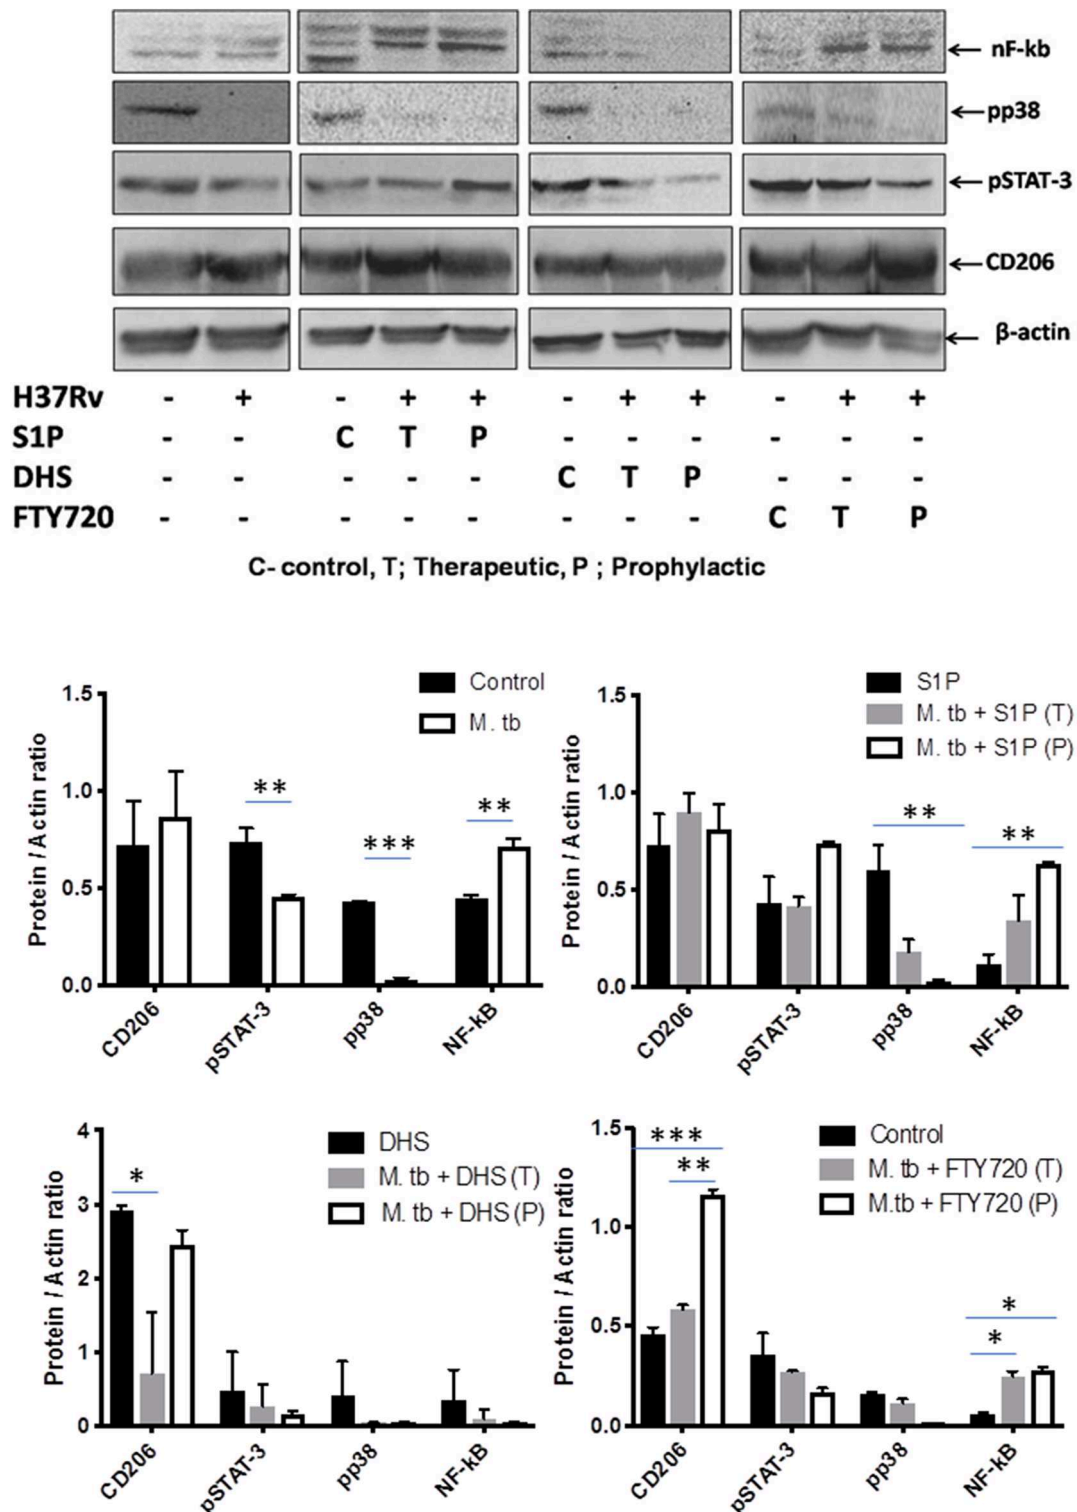 nF-kb
pp38
pSTAT-3
CD206
β-actin
H37Rv - + - + + - + + - + +
S1P - - C T P - - - - - -
DHS - - - - - C T P - - -
FTY720 - - - - - - - - C T P
C- control, T; Therapeutic, P ; Prophylactic
Control
M. tb
Protein / Actin ratio
1.5
1.0
0.5
0.0
**
***
**
CD206
pSTAT-3
pp38
NF-kB
S1P
M. tb + S1P (T)
M. tb + S1P (P)
Protein / Actin ratio
1.5
1.0
0.5
0.0
**
**
CD206
pSTAT-3
pp38
NF-kB
DHS
M. tb + DHS (T)
M. tb + DHS (P)
Protein / Actin ratio
4
3
2
1
0
*
CD206
pSTAT-3
pp38
NF-kB
Control
M. tb + FTY720 (T)
M.tb + FTY720 (P)
Protein / Actin ratio
1.5
1.0
0.5
0.0
***
**
*
*
CD206
pSTAT-3
pp38
NF-kB